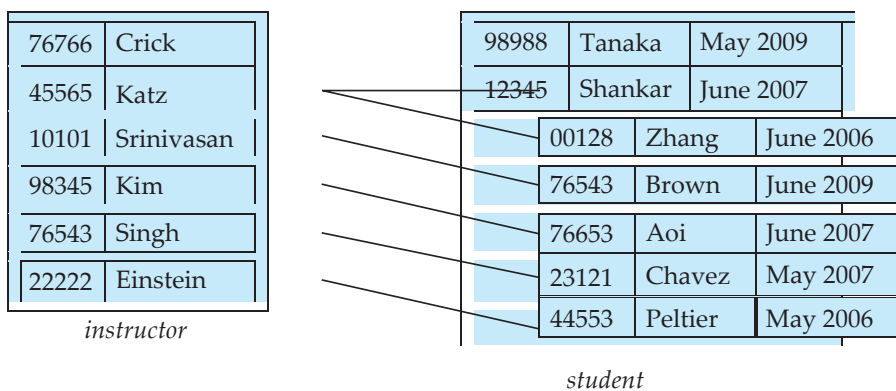 76766 Crick
45565 Katz
10101 Srinivasan
98345 Kim
76543 Singh
22222 Einstein
instructor
98988 Tanaka May 2009
12345 Shankar June 2007
00128 Zhang June 2006
76543 Brown June 2009
76653 Aoi June 2007
23121 Chavez May 2007
44553 Peltier May 2006
student